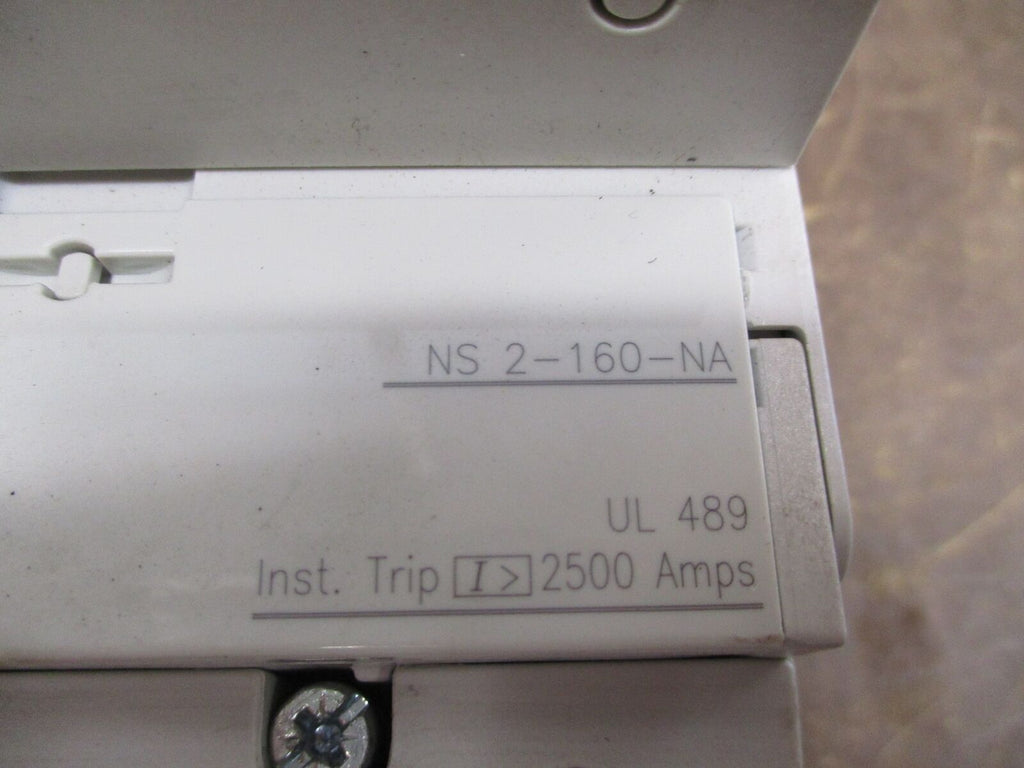 NS 2-160-NA
UL 489
Inst. Trip I> 2500 Amps